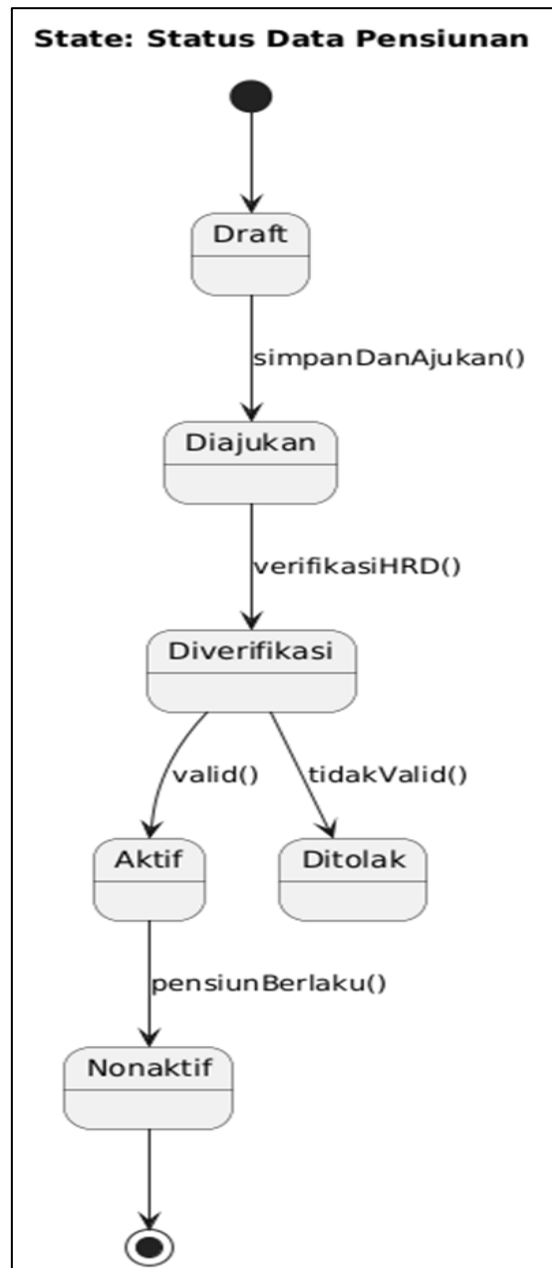 State: Status Data Pensiunan
Draft
simpanDanAjukan()
Diajukan
verifikasiHRD()
Diverifikasi
valid()
tidakValid()
Aktif
Ditolak
pensiunBerlaku()
Nonaktif